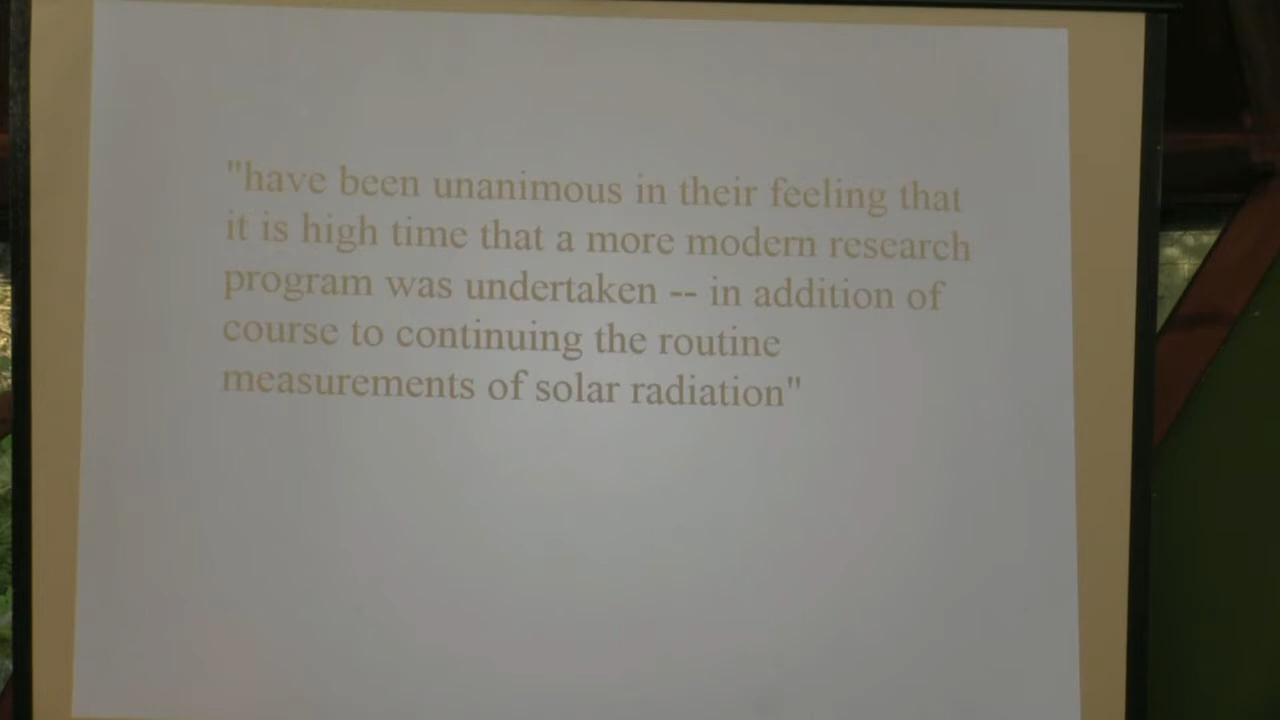 "have been unanimous in their feeling that
it is high time that a more modern research
program was undertaken -- in addition of
course to continuing the routine
measurements of solar radiation"